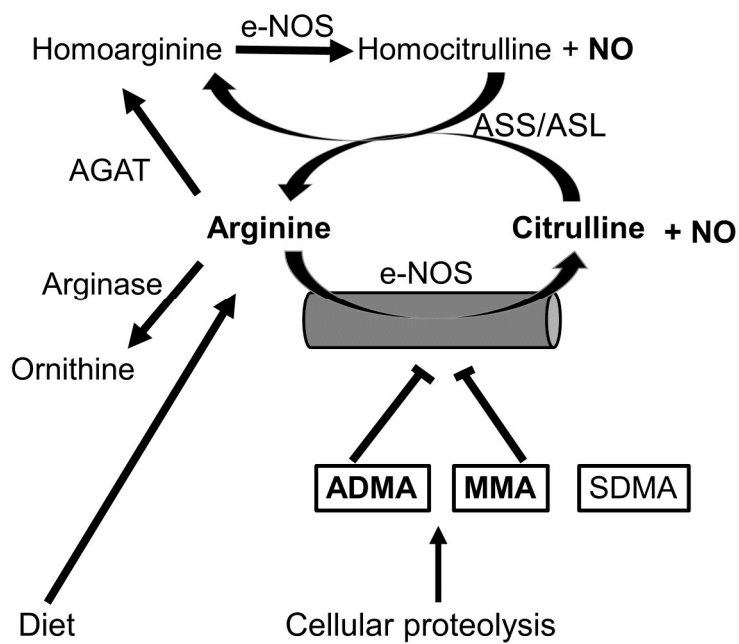 e-NOS
Homoarginine Homocitrulline + NO
ASS/ASL
AGAT
Arginine Citrulline + NO
e-NOS
Arginase
Ornithine
ADMA MMA SDMA
Diet Cellular proteolysis